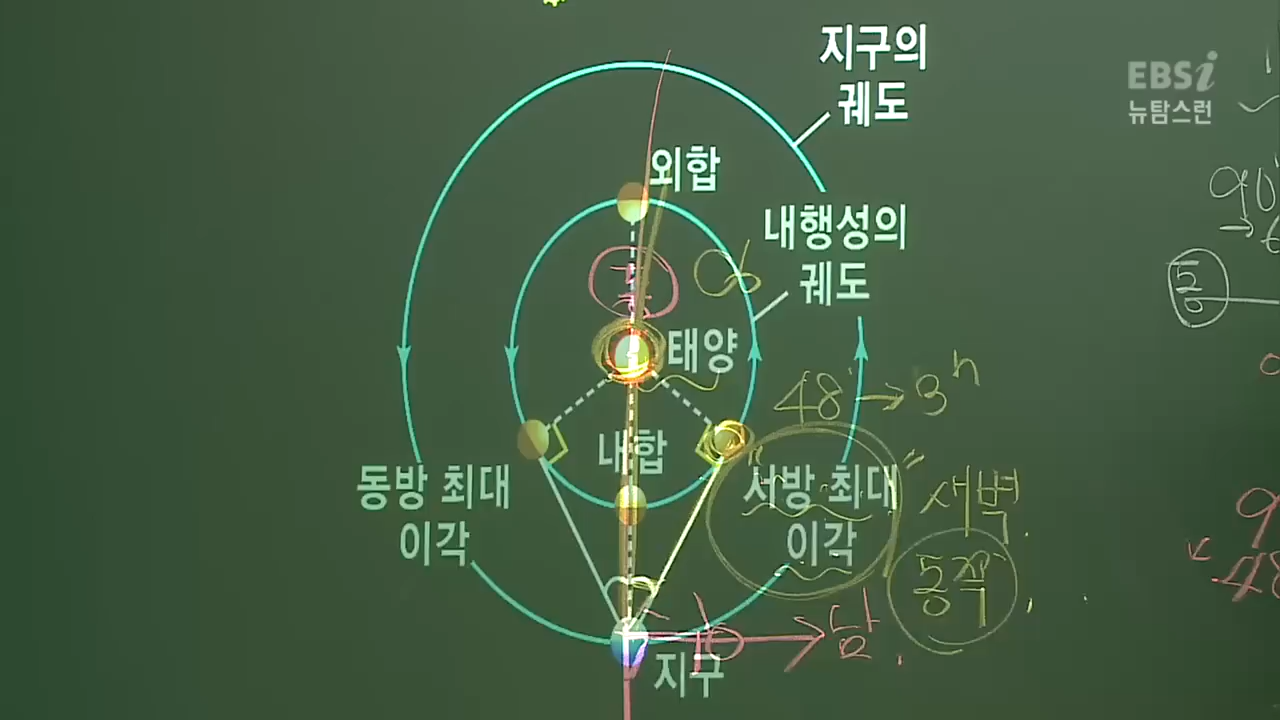 지구의
궤도
EBSi
뉴탐스런
외합
내행성의
궤도
90°
동
태양
48° → 3h
내합
동방 최대
이각
서방 최대
이각
새벽
동쪽
남
지구